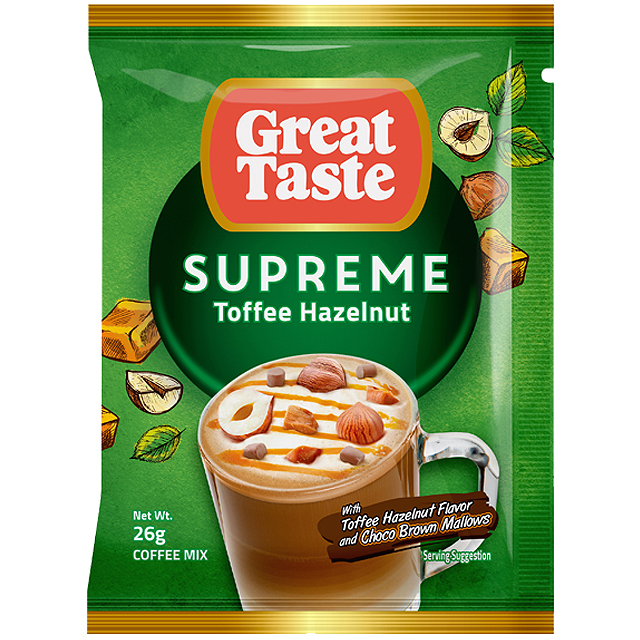 Great
Taste
SUPREME
Toffee Hazelnut
With
Toffee Hazelnut Flavor
and Choco Brown Mallows
Serving Suggestion
Net Wt.
26g
COFFEE MIX